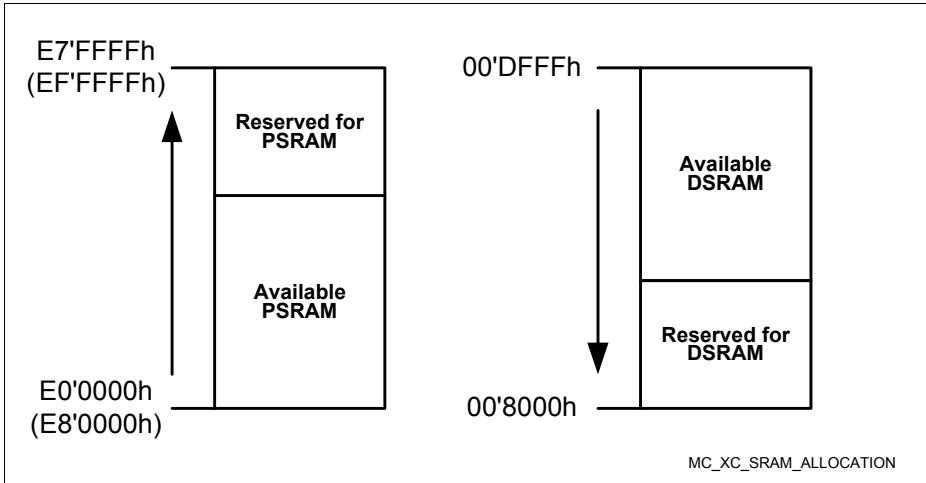 E7'FFFFh
(EF'FFFFh)
Reserved for
PSRAM
Available
PSRAM
E0'0000h
(E8'0000h)
00'DFFFh
Available
DSRAM
Reserved for
DSRAM
00'8000h
MC_XC_SRAM_ALLOCATION